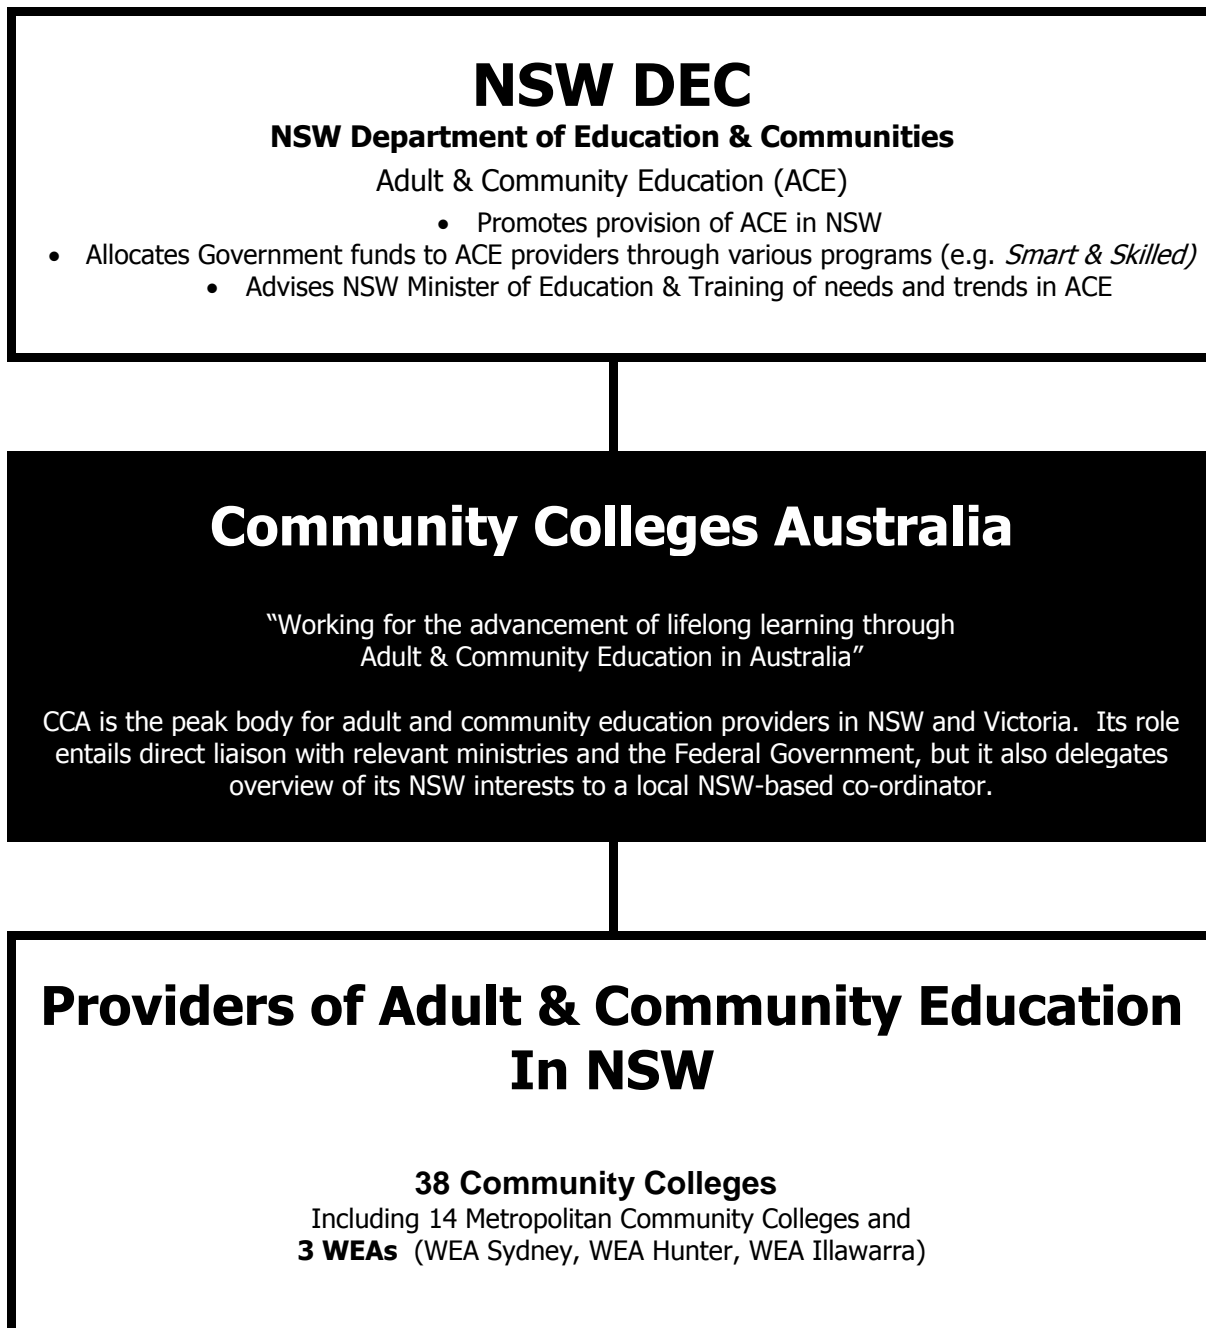 NSW DEC
NSW Department of Education & Communities
Adult & Community Education (ACE)
• Promotes provision of ACE in NSW
• Allocates Government funds to ACE providers through various programs (e.g. Smart & Skilled)
• Advises NSW Minister of Education & Training of needs and trends in ACE
Community Colleges Australia
“Working for the advancement of lifelong learning through
Adult & Community Education in Australia”
CCA is the peak body for adult and community education providers in NSW and Victoria.  Its role
entails direct liaison with relevant ministries and the Federal Government, but it also delegates
overview of its NSW interests to a local NSW-based co-ordinator.
Providers of Adult & Community Education
In NSW
38 Community Colleges
Including 14 Metropolitan Community Colleges and
3 WEAs  (WEA Sydney, WEA Hunter, WEA Illawarra)